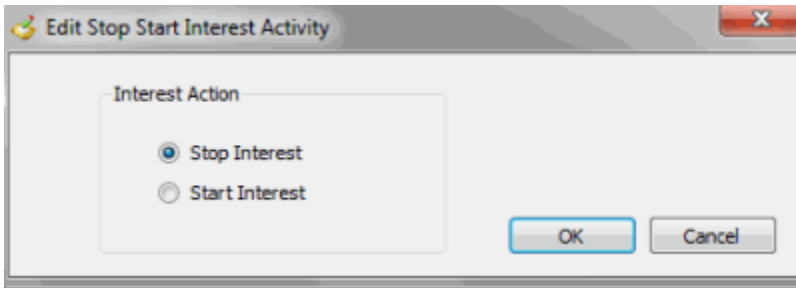 Edit Stop Start Interest Activity
Interest Action
Stop Interest
Start Interest
OK
Cancel